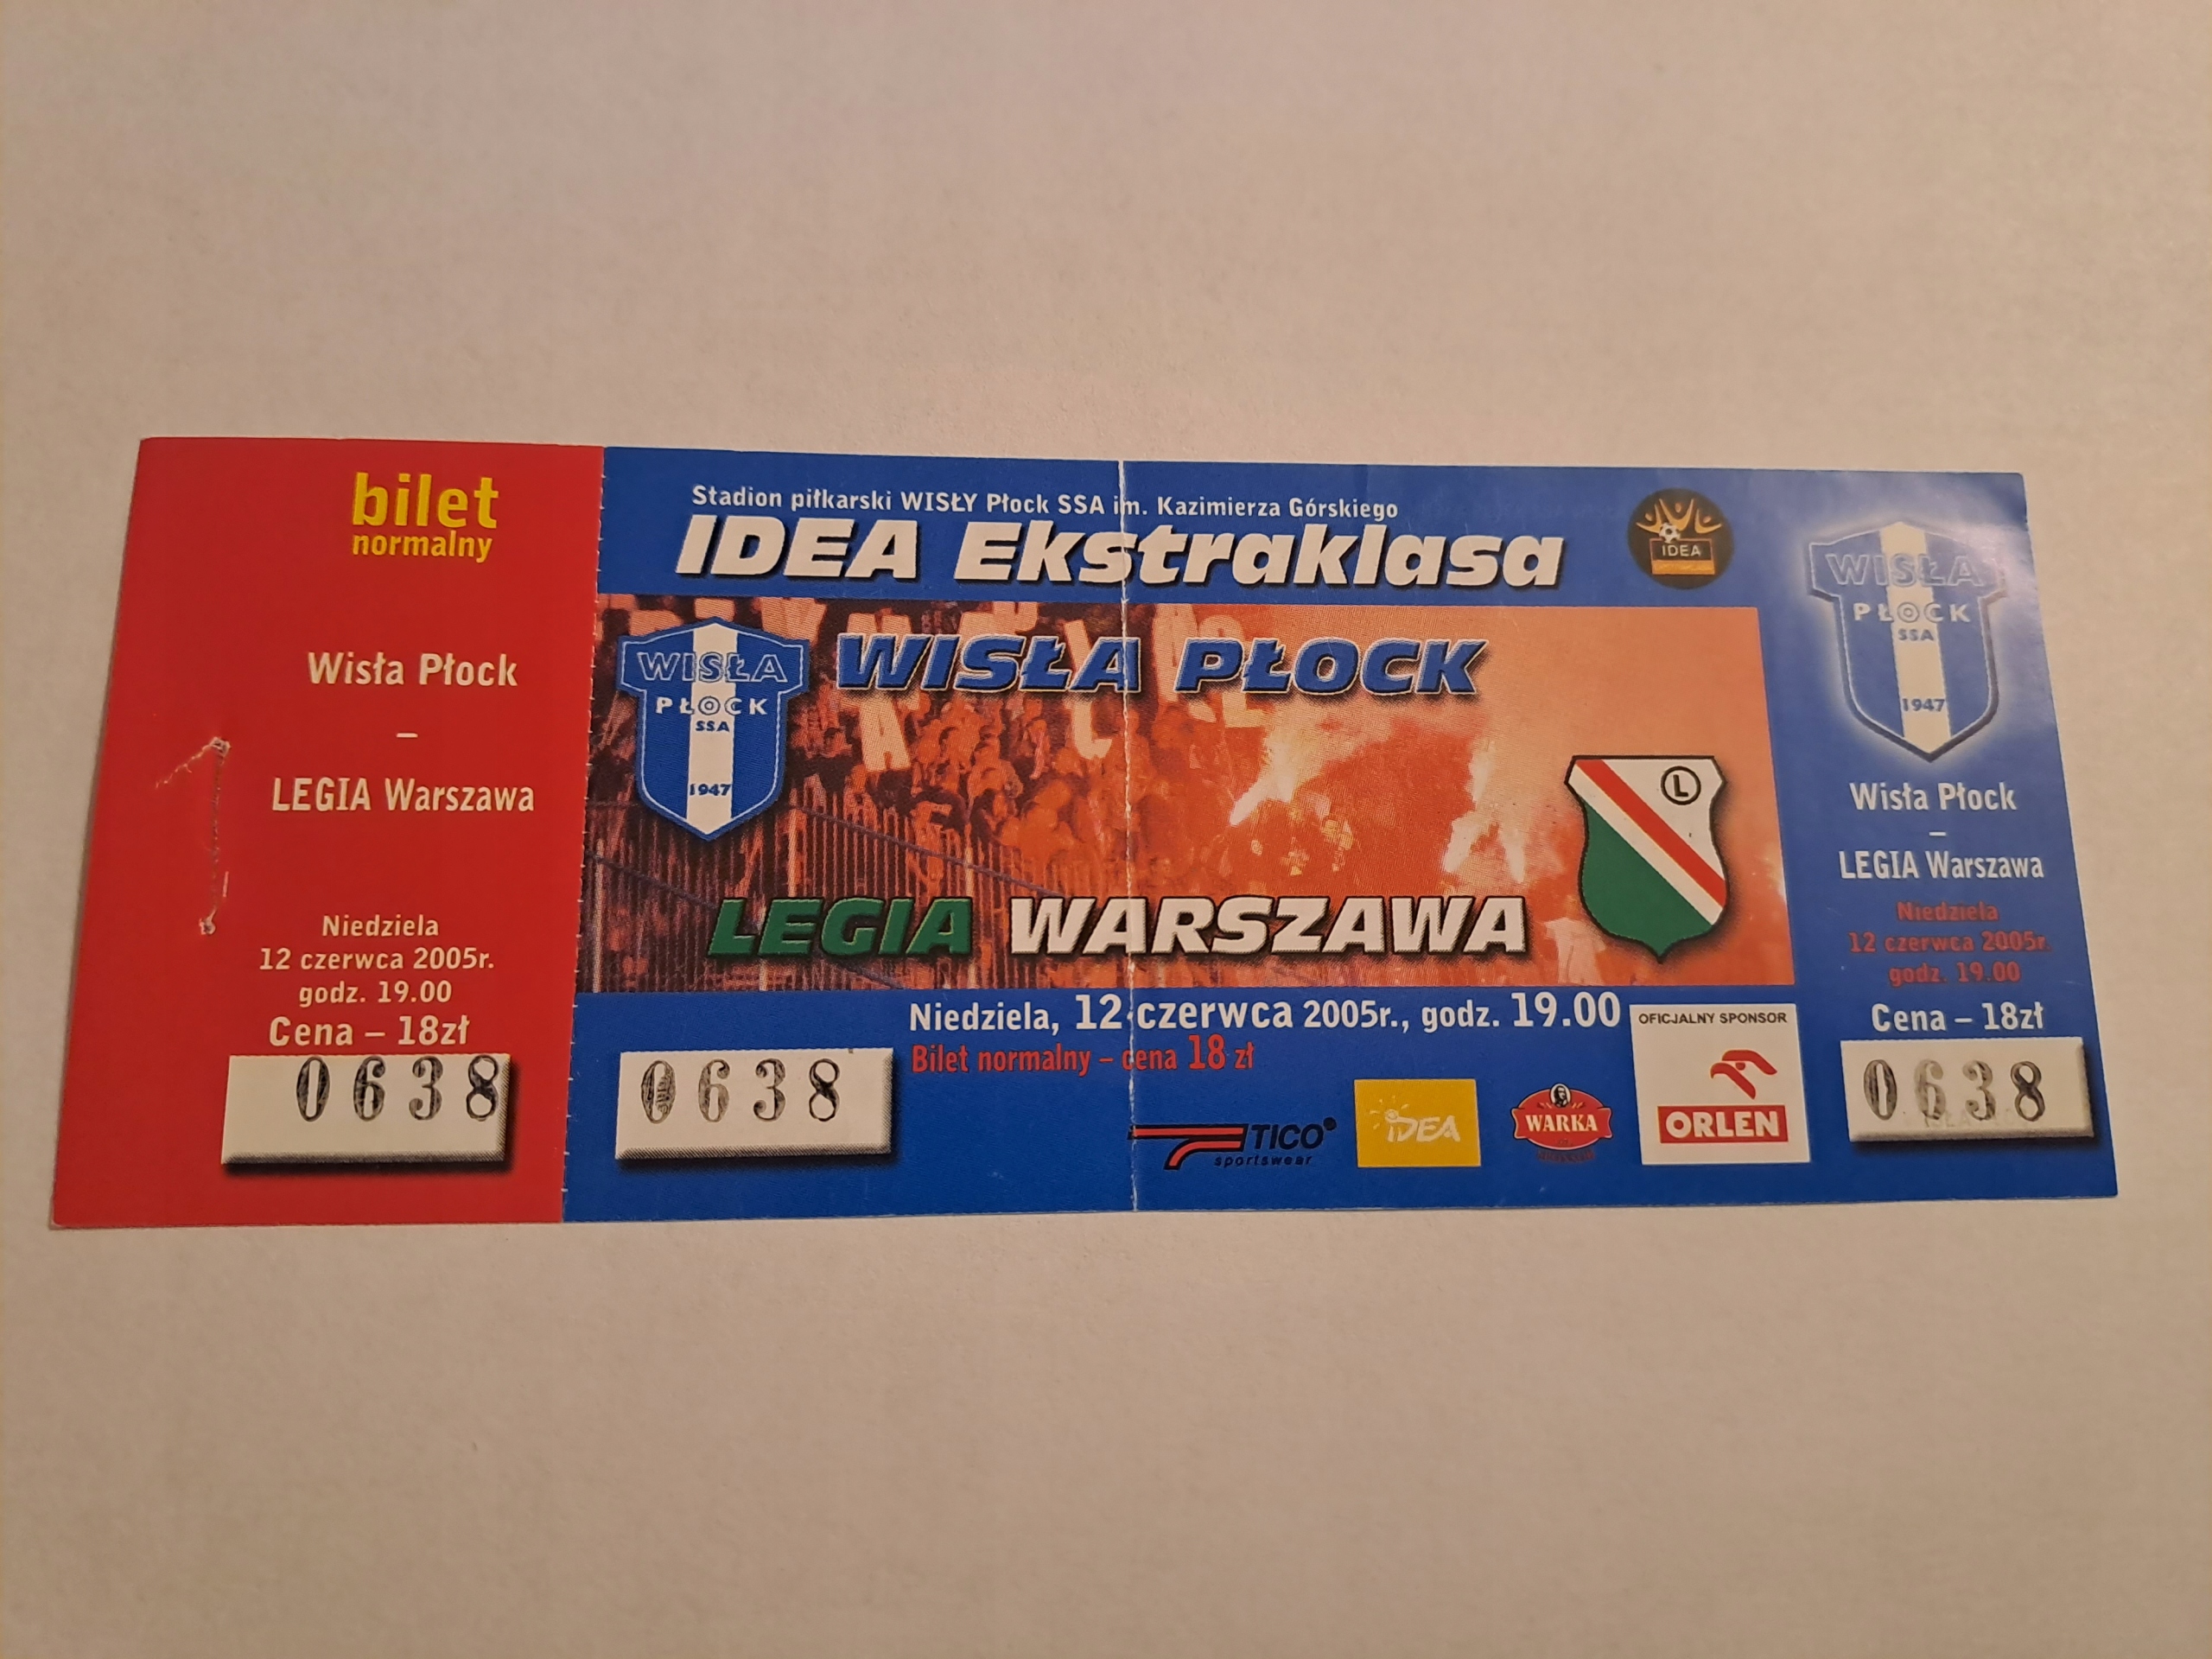 bilet
normalny
Wisła Płock
–
LEGIA Warszawa
Niedziela
12 czerwca 2005r.
godz. 19.00
Cena – 18zł
0638
Stadion piłkarski WISŁY Płock SSA im. Kazimierza Górskiego
IDEA Ekstraklasa
IDEA
WISŁA PŁOCK
WISŁA
PŁOCK
SSA
1947
L
LEGIA WARSZAWA
Niedziela, 12 czerwca 2005r., godz. 19.00
Bilet normalny – cena 18 zł
0638
TICO®
sportswear
iDEA
WARKA
OFICJALNY SPONSOR
ORLEN
WISŁA
PŁOCK
SSA
1947
Wisła Płock
–
LEGIA Warszawa
Niedziela
12 czerwca 2005r.
godz. 19.00
Cena – 18zł
0638